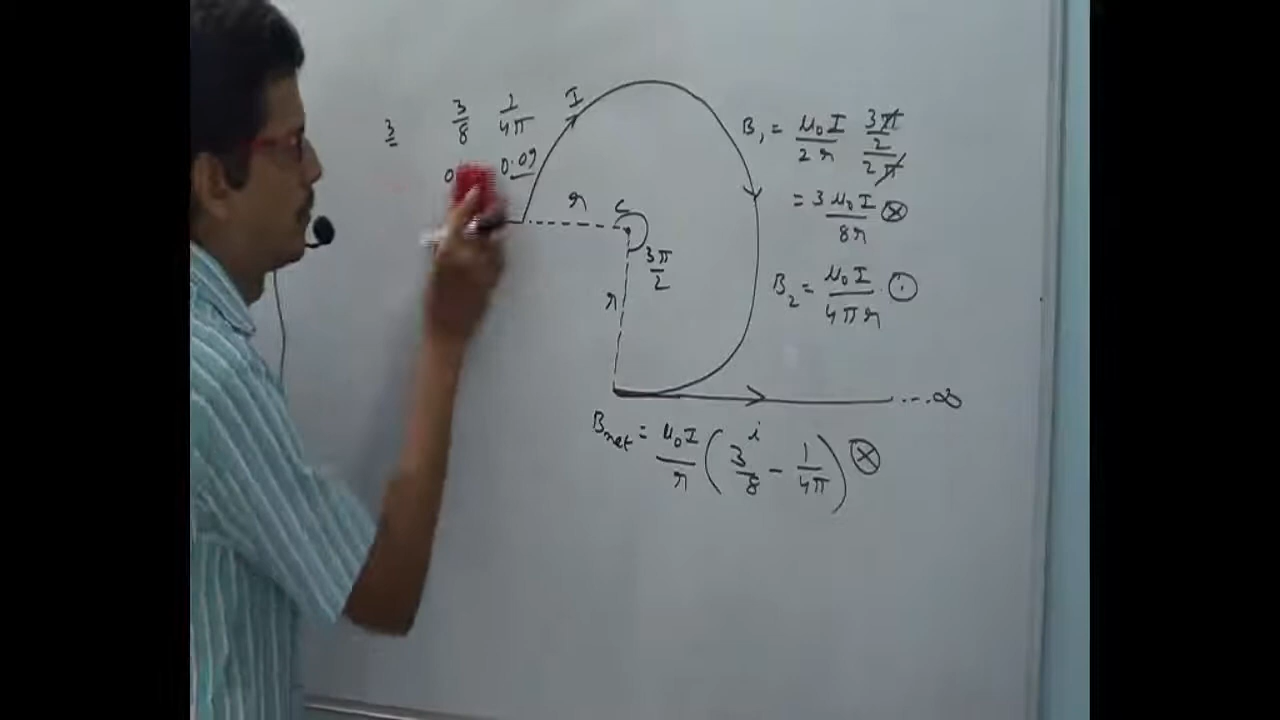 3 3/8 1/4π
0.09
I
r C
3π/2
r
B₁ = μ₀I/2r (3π/2)/(2π)
= 3μ₀I/8r ⊗
B₂ = μ₀I/4πr ⊙
....∞
i
Bnet = μ₀I/r (3/8 - 1/4π) ⊗